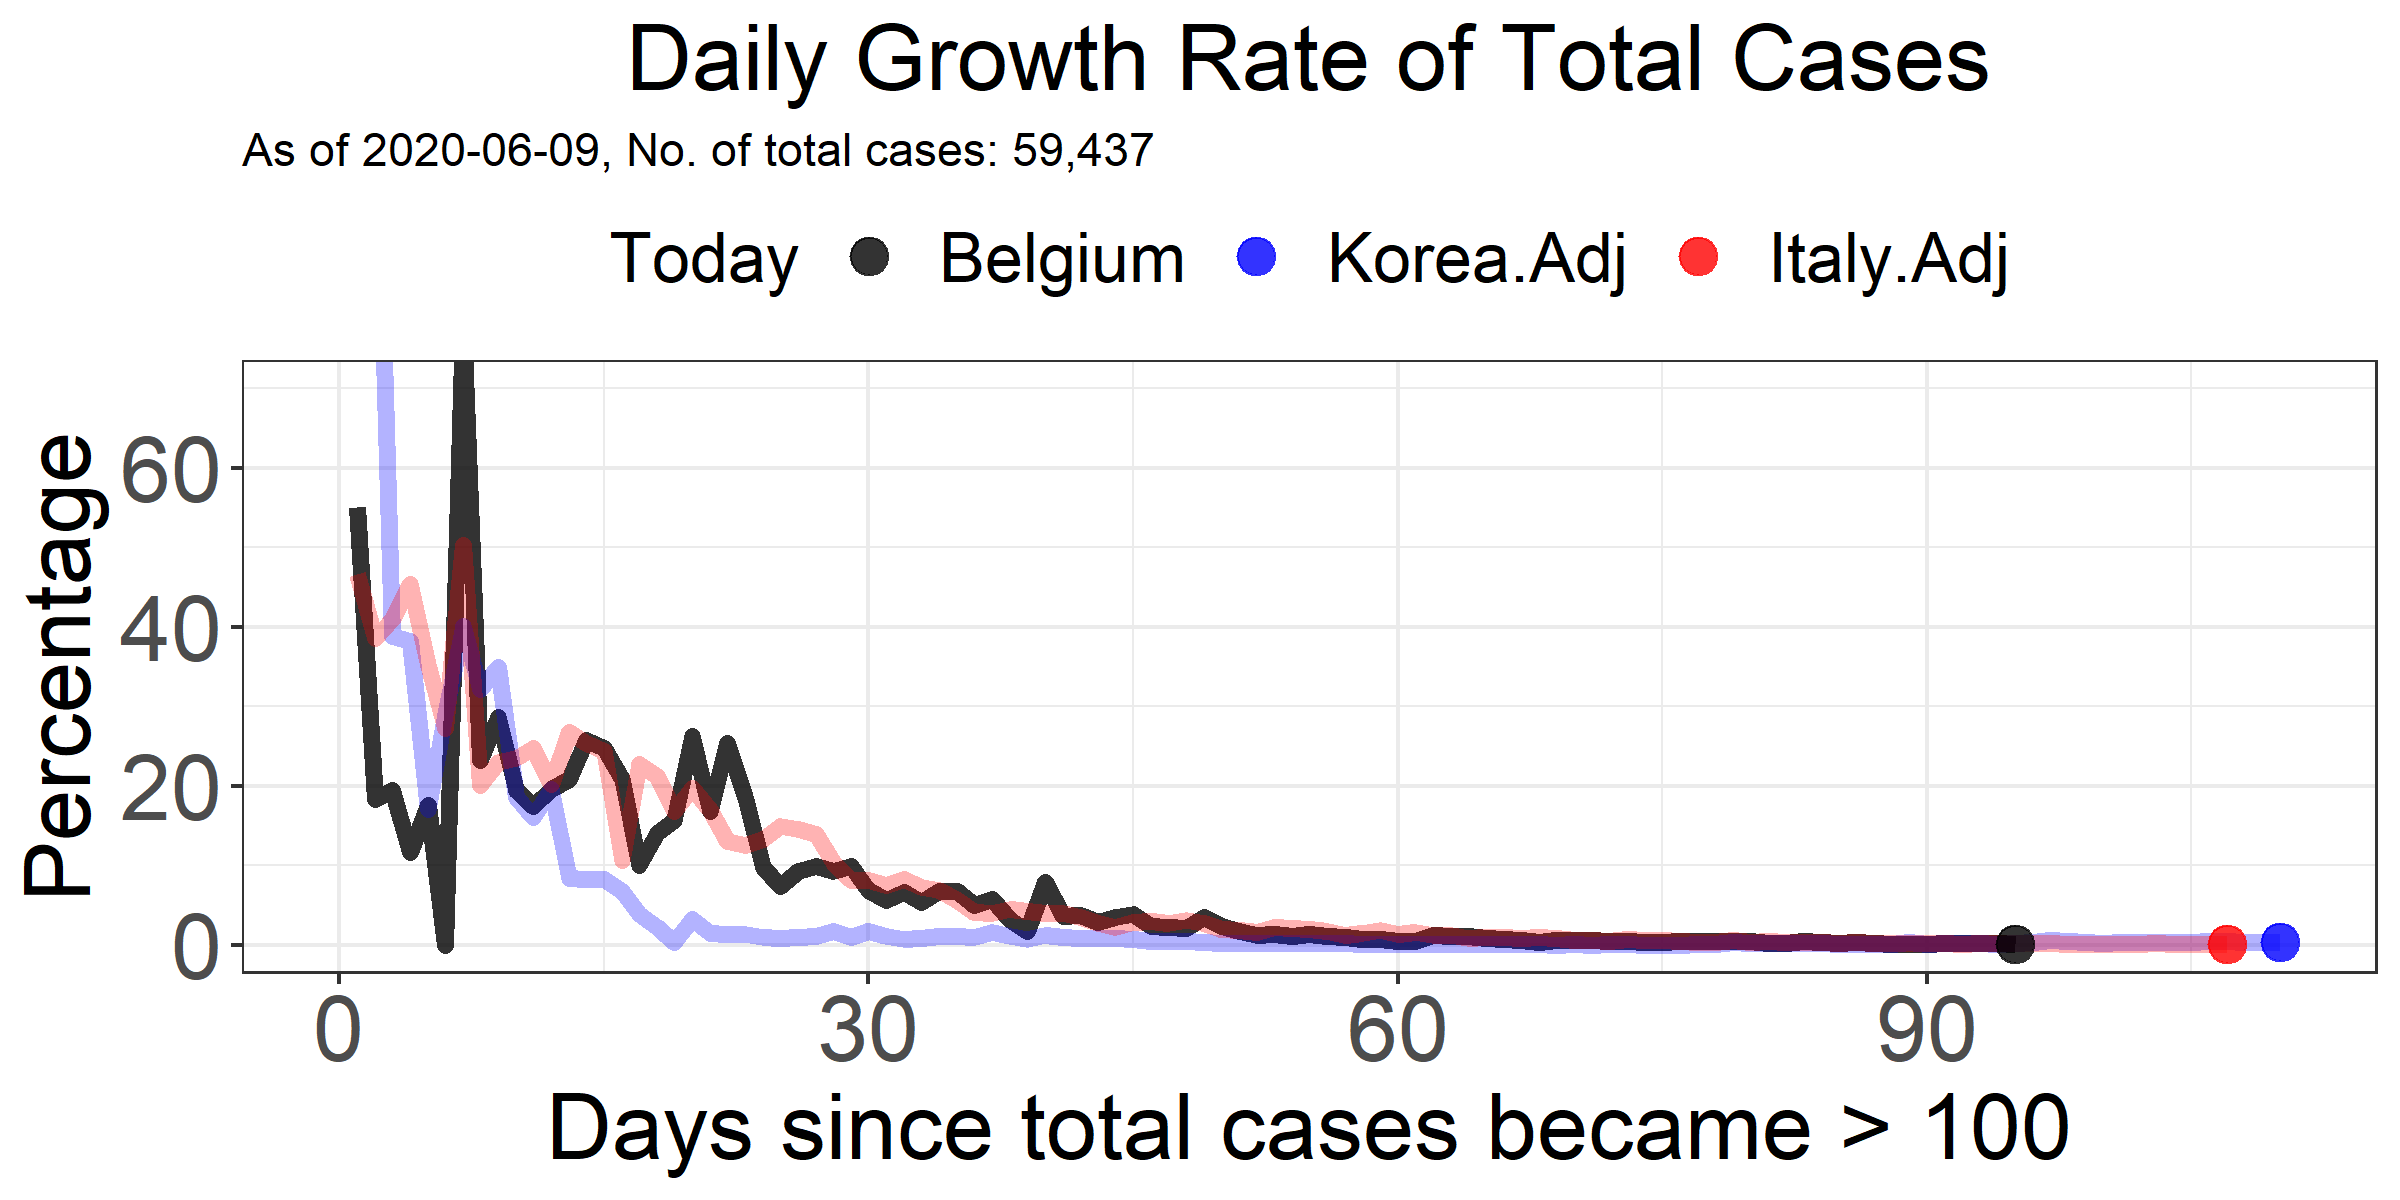 Daily Growth Rate of Total Cases
As of 2020-06-09, No. of total cases: 59,437
Today Belgium Korea.Adj Italy.Adj
Percentage
60
40
20
0
0 30 60 90
Days since total cases became > 100